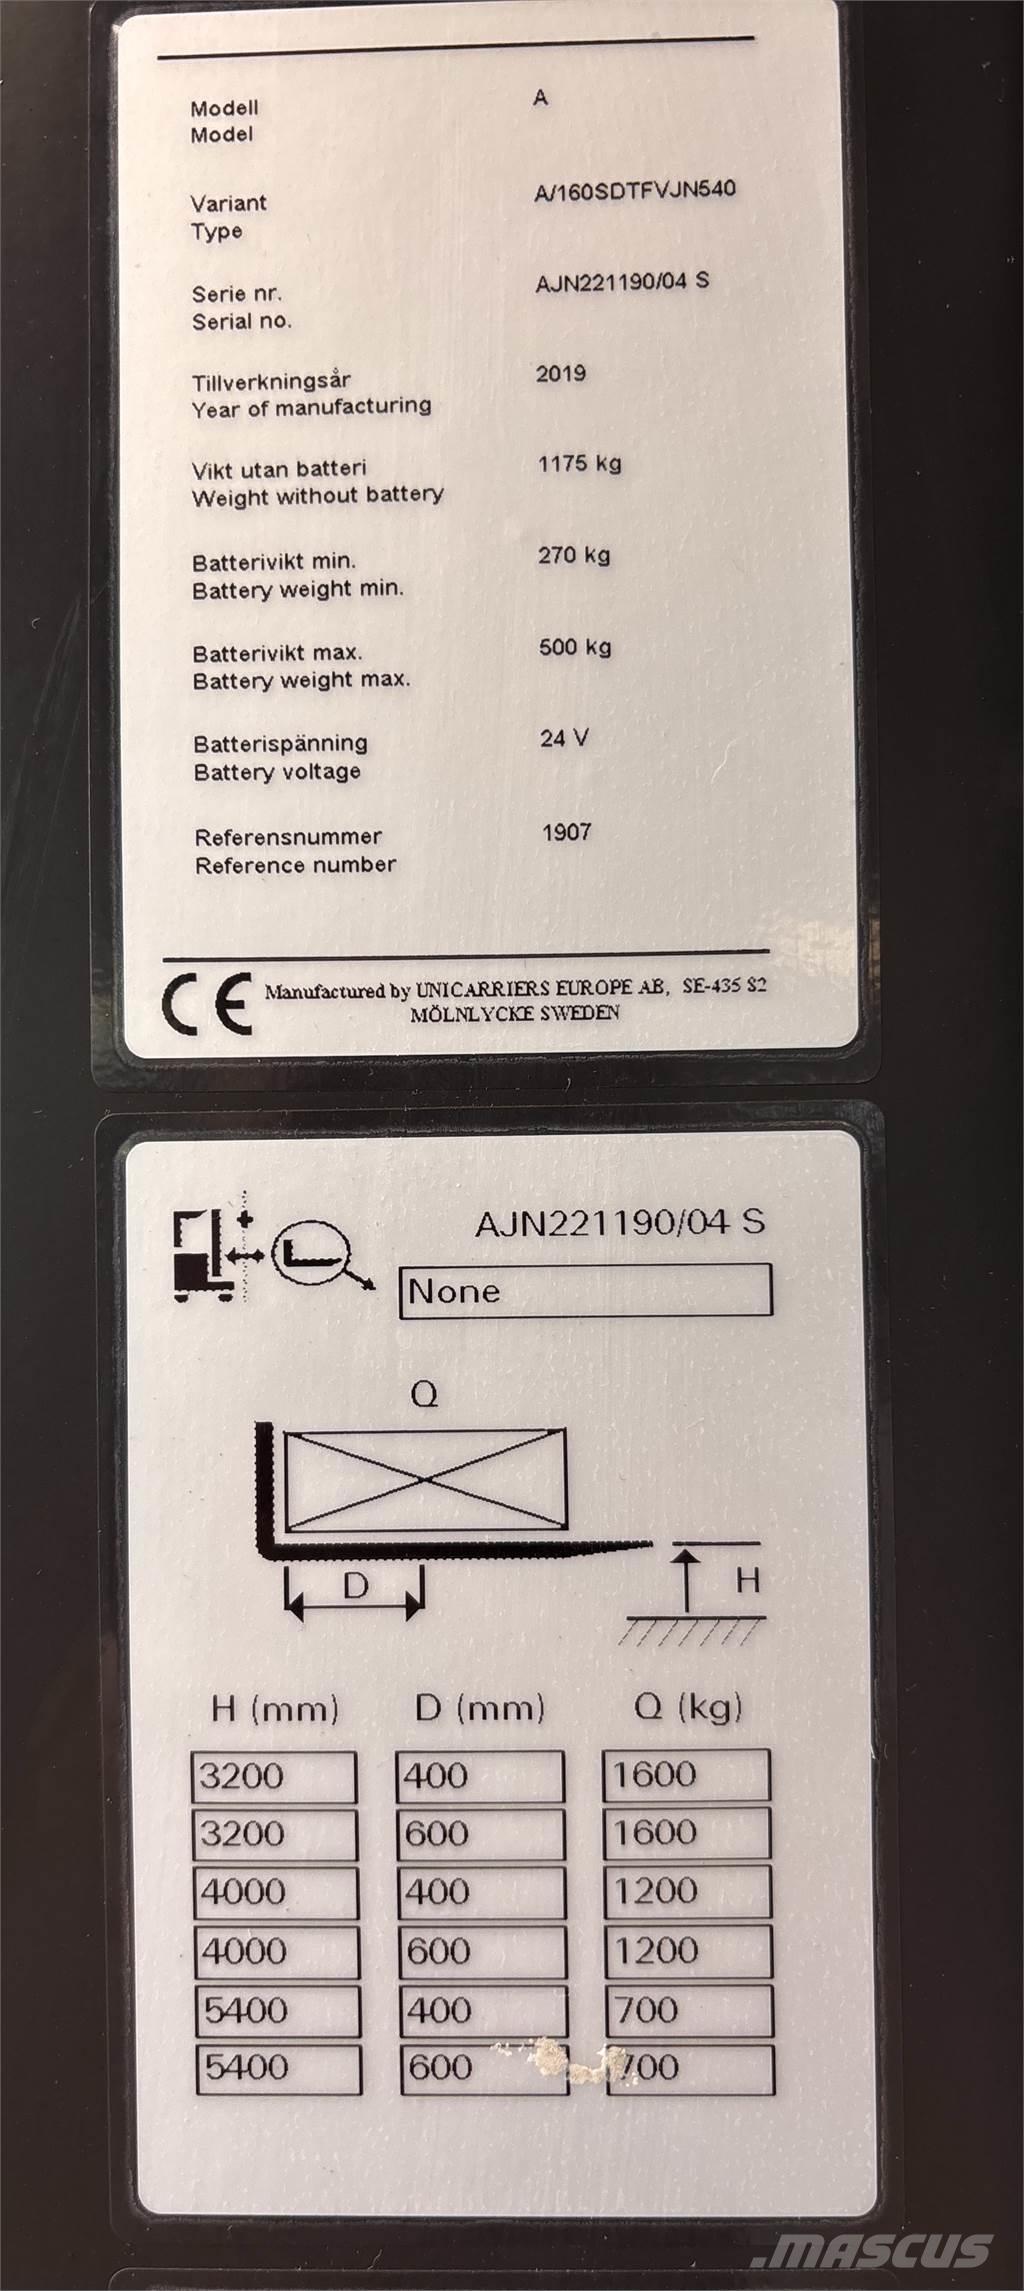 Modell A
Model
Variant A/160SDTFVJN540
Type
Serie nr. AJN221190/04 S
Serial no.
Tillverkningsår 2019
Year of manufacturing
Vikt utan batteri 1175 kg
Weight without battery
Batterivikt min. 270 kg
Battery weight min.
Batterivikt max. 500 kg
Battery weight max.
Batterispänning 24 V
Battery voltage
Referensnummer 1907
Reference number
CE Manufactured by UNICARRIERS EUROPE AB, SE-435 82
MÖLNLYCKE SWEDEN
AJN221190/04 S
None
Q
D
H
H (mm) D (mm) Q (kg)
3200 400 1600
3200 600 1600
4000 400 1200
4000 600 1200
5400 400 700
5400 600 700
.MASCUS